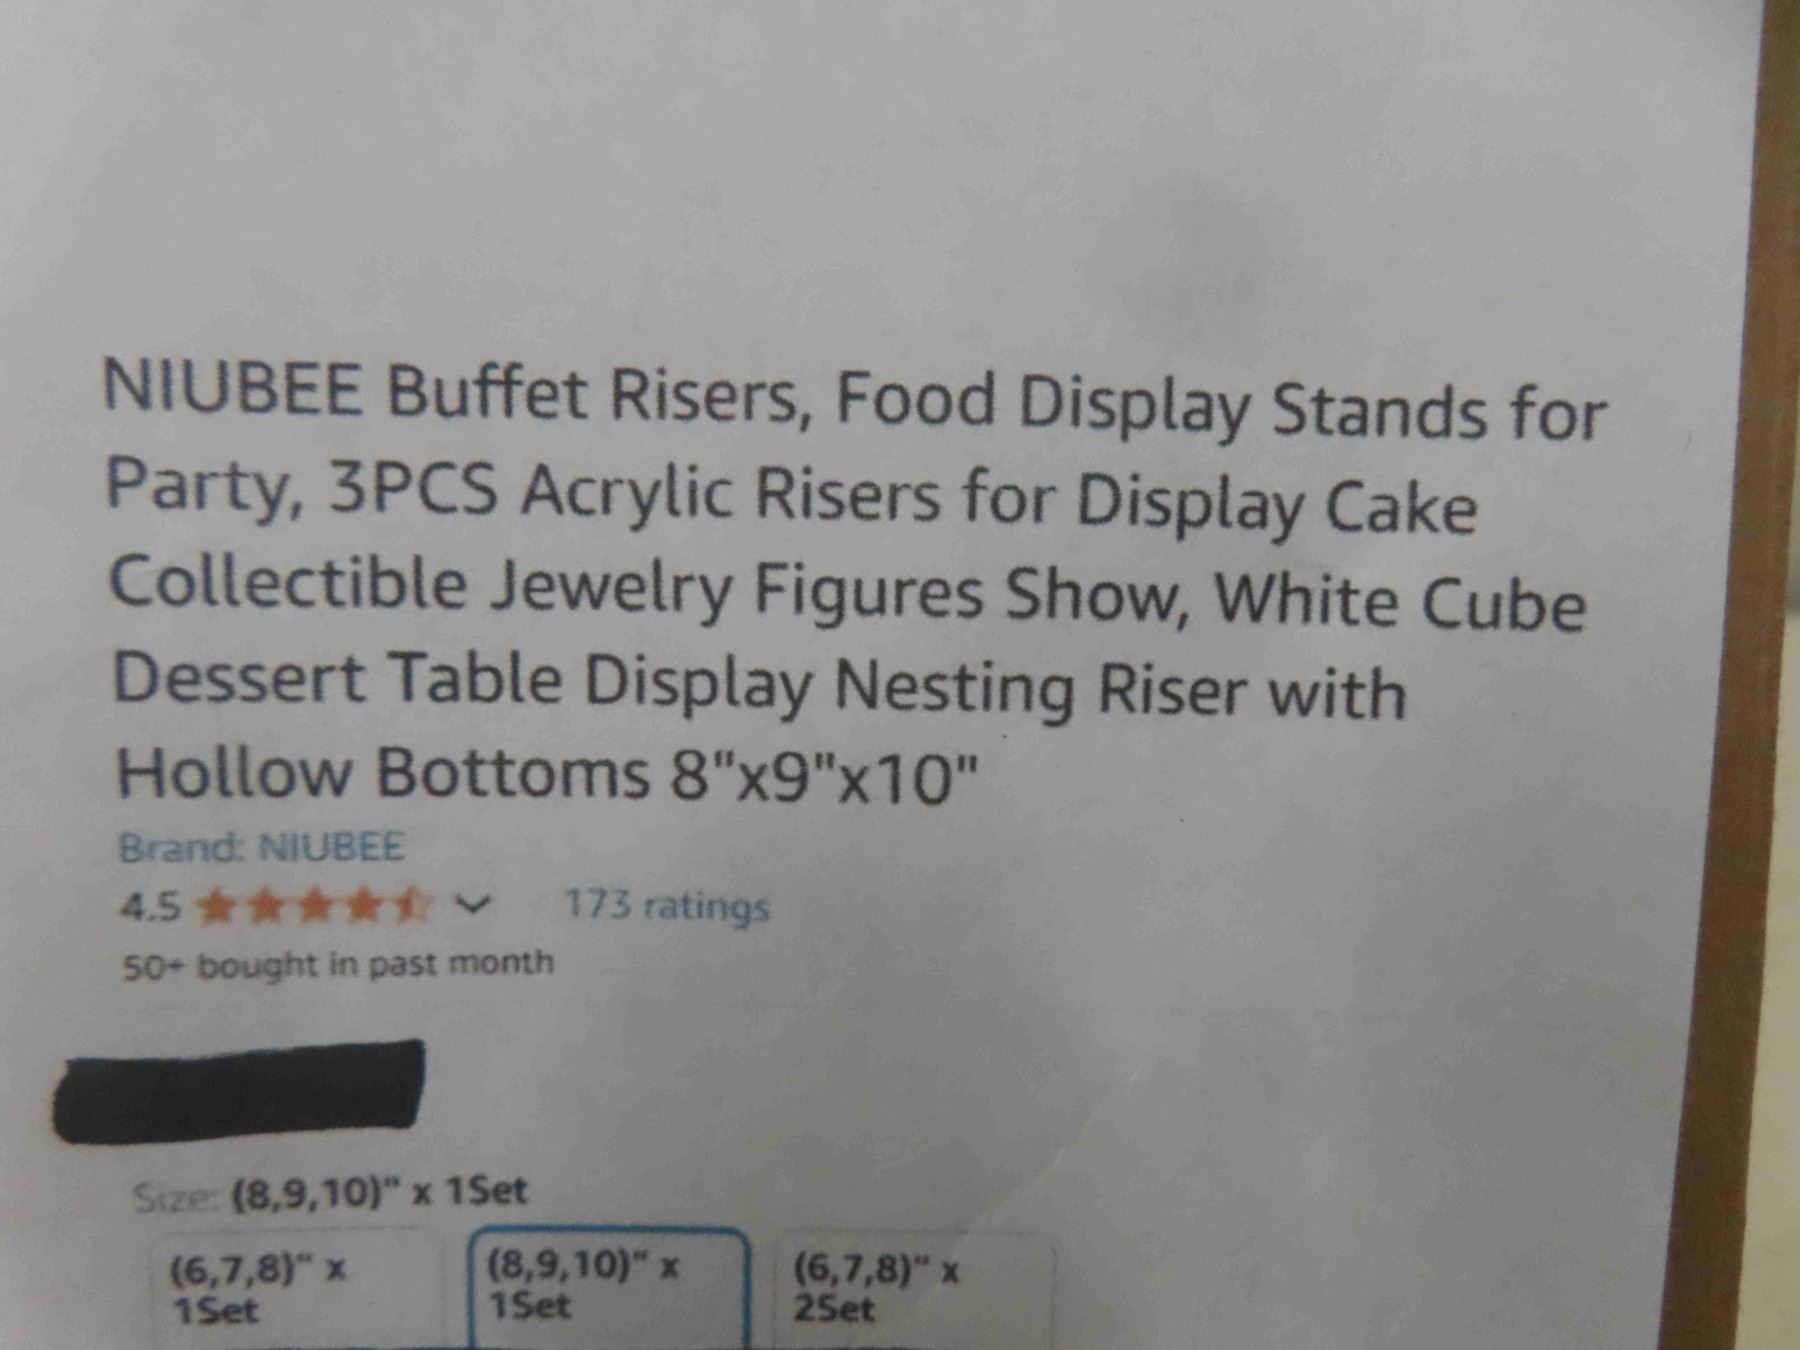 NIUBEE Buffet Risers, Food Display Stands for
Party, 3PCS Acrylic Risers for Display Cake
Collectible Jewelry Figures Show, White Cube
Dessert Table Display Nesting Riser with
Hollow Bottoms 8"x9"x10"
Brand: NIUBEE
4.5 173 ratings
50+ bought in past month
Size: (8,9,10)" x 1Set
(6,7,8)" x (8,9,10)" x (6,7,8)" x
1Set 1Set 2Set